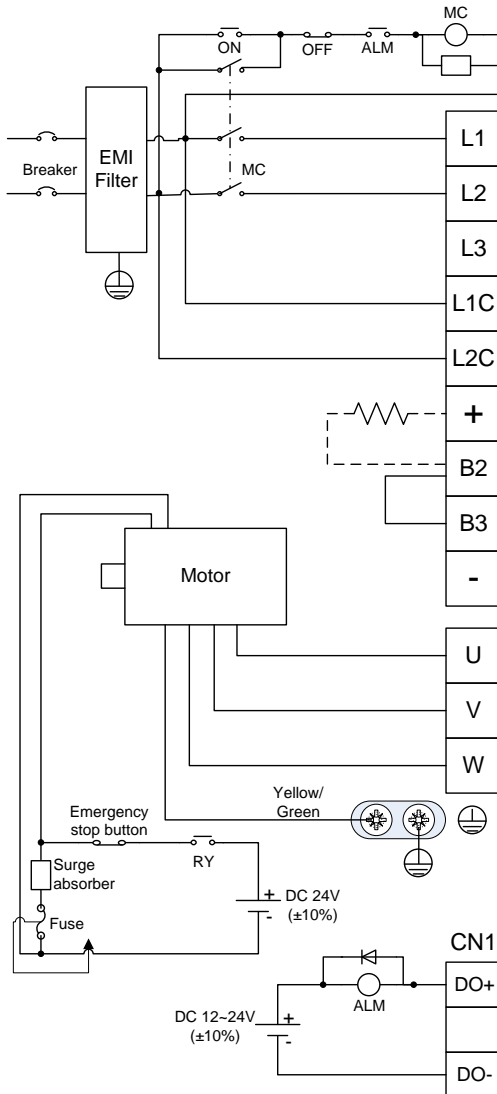 MC
ON
OFF
ALM
L1
EMI
Filter
Breaker
MC
L2
L3
L1C
L2C
+
B2
B3
-
Motor
U
V
W
Yellow/
Green
Emergency
stop button
RY
Surge
absorber
+
-
DC 24V
(±10%)
Fuse
CN1
DO+
ALM
DC 12~24V
(±10%)
+
-
DO-